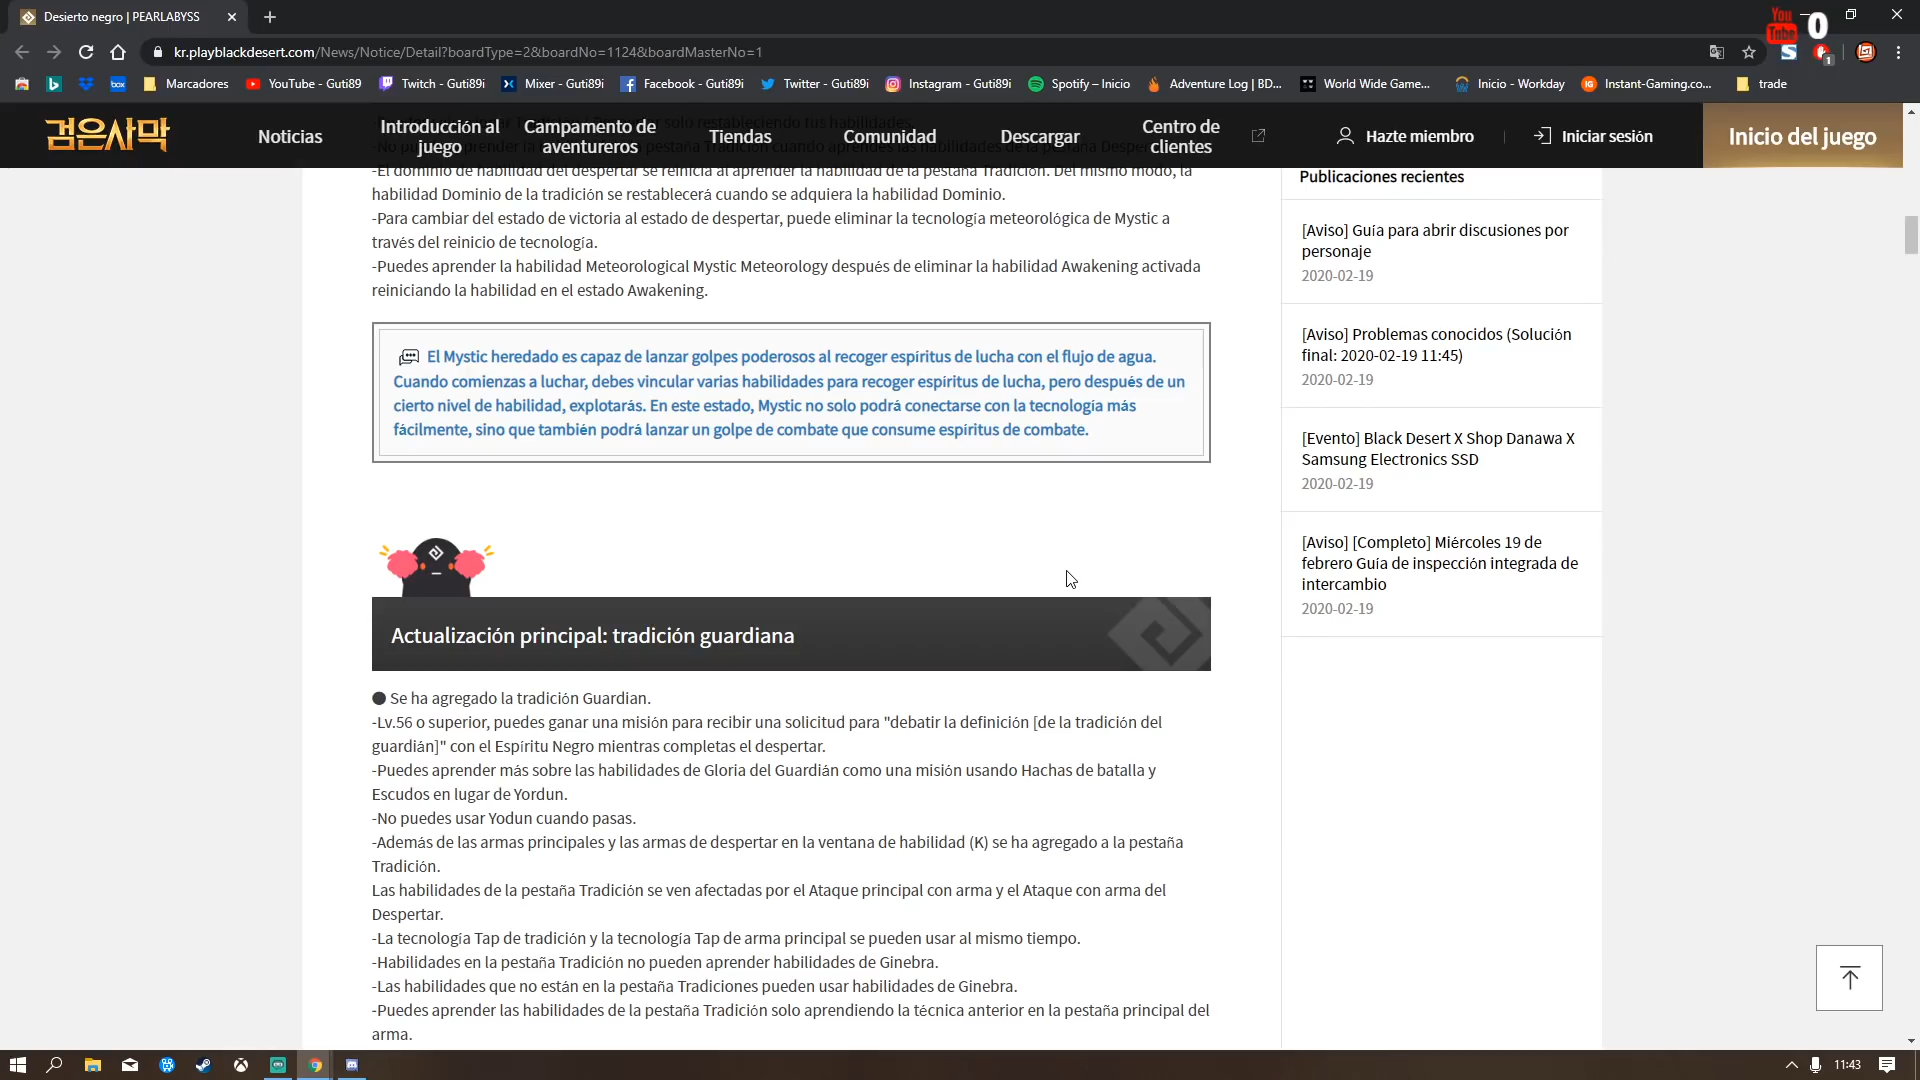 Desierto negro | PEARLABYSS
You
Tube
0
kr.playblackdesert.com/News/Notice/Detail?boardType=2&boardNo=1124&boardMasterNo=1
1
Marcadores
YouTube - Guti89
Twitch - Guti89i
Mixer - Guti89i
Facebook - Guti89i
Twitter - Guti89i
Instagram - Guti89i
Spotify – Inicio
Adventure Log | BD...
World Wide Game...
Inicio - Workday
Instant-Gaming.co...
trade
검은사막
Noticias
Introducción al
juego
Campamento de
aventureros
Tiendas
Comunidad
Descargar
Centro de
clientes
Hazte miembro
Iniciar sesión
Inicio del juego
-El dominio de habilidad del despertar se reinicia al aprender la habilidad de la pestaña Tradición. Del mismo modo, la
habilidad Dominio de la tradición se restablecerá cuando se adquiera la habilidad Dominio.
-Para cambiar del estado de victoria al estado de despertar, puede eliminar la tecnología meteorológica de Mystic a
través del reinicio de tecnología.
-Puedes aprender la habilidad Meteorological Mystic Meteorology después de eliminar la habilidad Awakening activada
reiniciando la habilidad en el estado Awakening.
El Mystic heredado es capaz de lanzar golpes poderosos al recoger espíritus de lucha con el flujo de agua.
Cuando comienzas a luchar, debes vincular varias habilidades para recoger espíritus de lucha, pero después de un
cierto nivel de habilidad, explotarás. En este estado, Mystic no solo podrá conectarse con la tecnología más
fácilmente, sino que también podrá lanzar un golpe de combate que consume espíritus de combate.
Actualización principal: tradición guardiana
● Se ha agregado la tradición Guardian.
-Lv.56 o superior, puedes ganar una misión para recibir una solicitud para "debatir la definición [de la tradición del
guardián]" con el Espíritu Negro mientras completas el despertar.
-Puedes aprender más sobre las habilidades de Gloria del Guardián como una misión usando Hachas de batalla y
Escudos en lugar de Yordun.
-No puedes usar Yodun cuando pasas.
-Además de las armas principales y las armas de despertar en la ventana de habilidad (K) se ha agregado a la pestaña
Tradición.
Las habilidades de la pestaña Tradición se ven afectadas por el Ataque principal con arma y el Ataque con arma del
Despertar.
-La tecnología Tap de tradición y la tecnología Tap de arma principal se pueden usar al mismo tiempo.
-Habilidades en la pestaña Tradición no pueden aprender habilidades de Ginebra.
-Las habilidades que no están en la pestaña Tradiciones pueden usar habilidades de Ginebra.
-Puedes aprender las habilidades de la pestaña Tradición solo aprendiendo la técnica anterior en la pestaña principal del
arma.
Publicaciones recientes
[Aviso] Guía para abrir discusiones por
personaje
2020-02-19
[Aviso] Problemas conocidos (Solución
final: 2020-02-19 11:45)
2020-02-19
[Evento] Black Desert X Shop Danawa X
Samsung Electronics SSD
2020-02-19
[Aviso] [Completo] Miércoles 19 de
febrero Guía de inspección integrada de
intercambio
2020-02-19
11:43